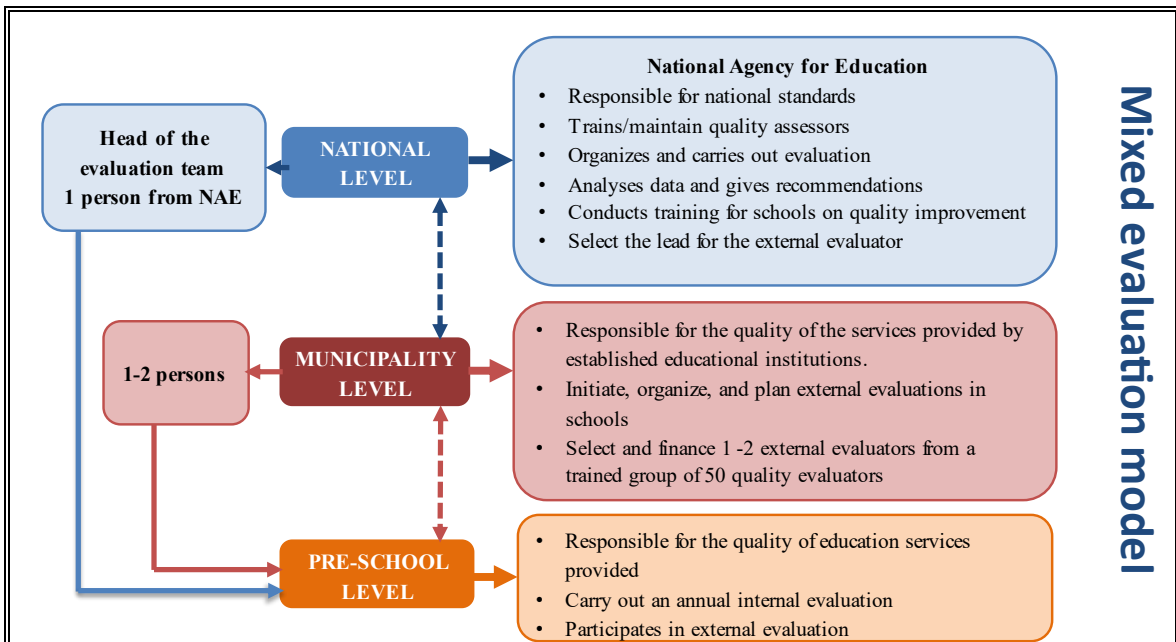 Mixed evaluation model
Head of the
evaluation team
1 person from NAE
NATIONAL
LEVEL
National Agency for Education
• Responsible for national standards
• Trains/maintain quality assessors
• Organizes and carries out evaluation
• Analyses data and gives recommendations
• Conducts training for schools on quality improvement
• Select the lead for the external evaluator
1-2 persons
MUNICIPALITY
LEVEL
• Responsible for the quality of the services provided by
established educational institutions.
• Initiate, organize, and plan external evaluations in
schools
• Select and finance 1 -2 external evaluators from a
trained group of 50 quality evaluators
PRE-SCHOOL
LEVEL
• Responsible for the quality of education services
provided
• Carry out an annual internal evaluation
• Participates in external evaluation